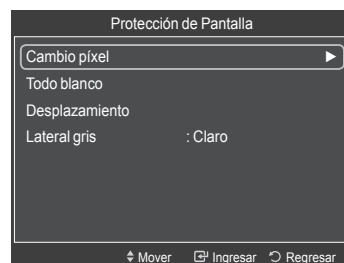 Protección de Pantalla
Cambio píxel
Todo blanco
Desplazamiento
Lateral gris : Claro
Mover Ingresar Regresar